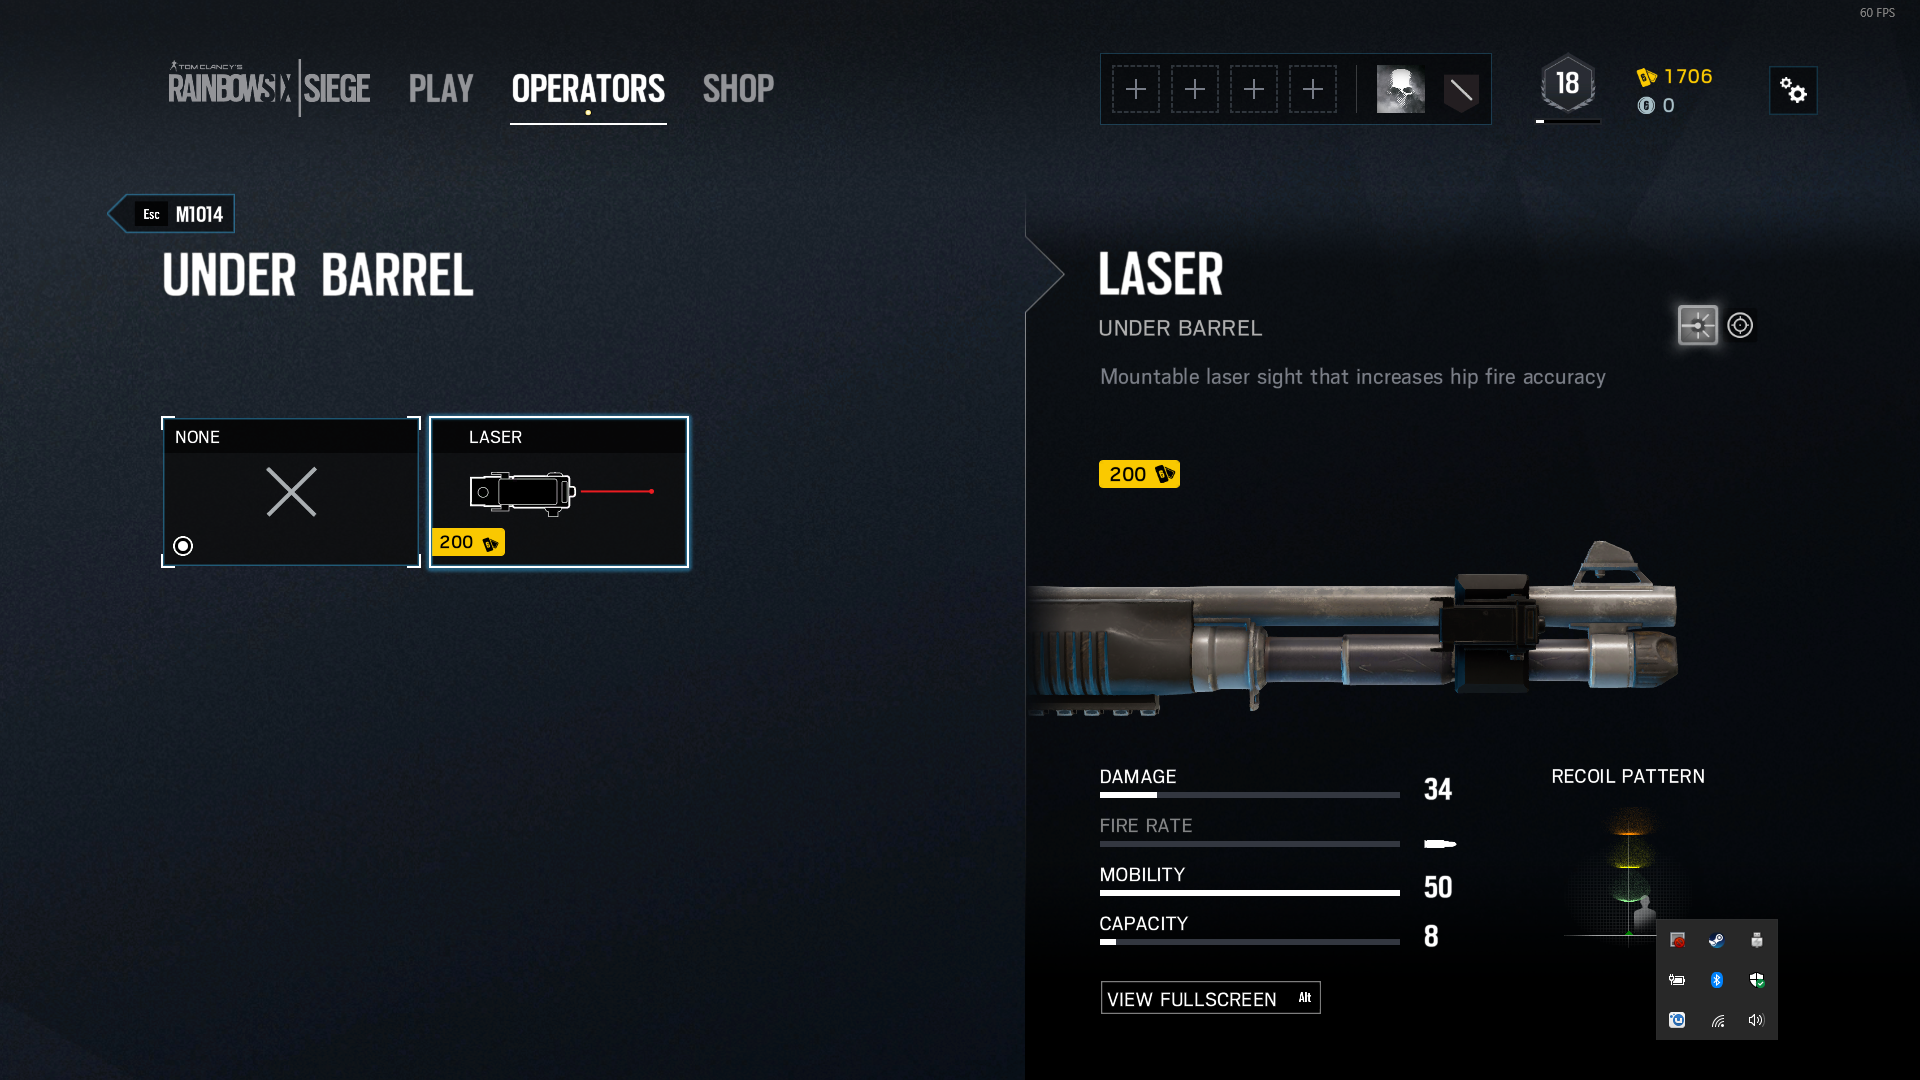 60 FPS
TOM CLANCY'S
RAINBOWSIX | SIEGE
PLAY
OPERATORS
SHOP
18
1706
0
Esc M1014
UNDER BARREL
NONE
LASER
200
LASER
UNDER BARREL
Mountable laser sight that increases hip fire accuracy
200
DAMAGE 34
FIRE RATE
MOBILITY 50
CAPACITY 8
RECOIL PATTERN
VIEW FULLSCREEN Alt